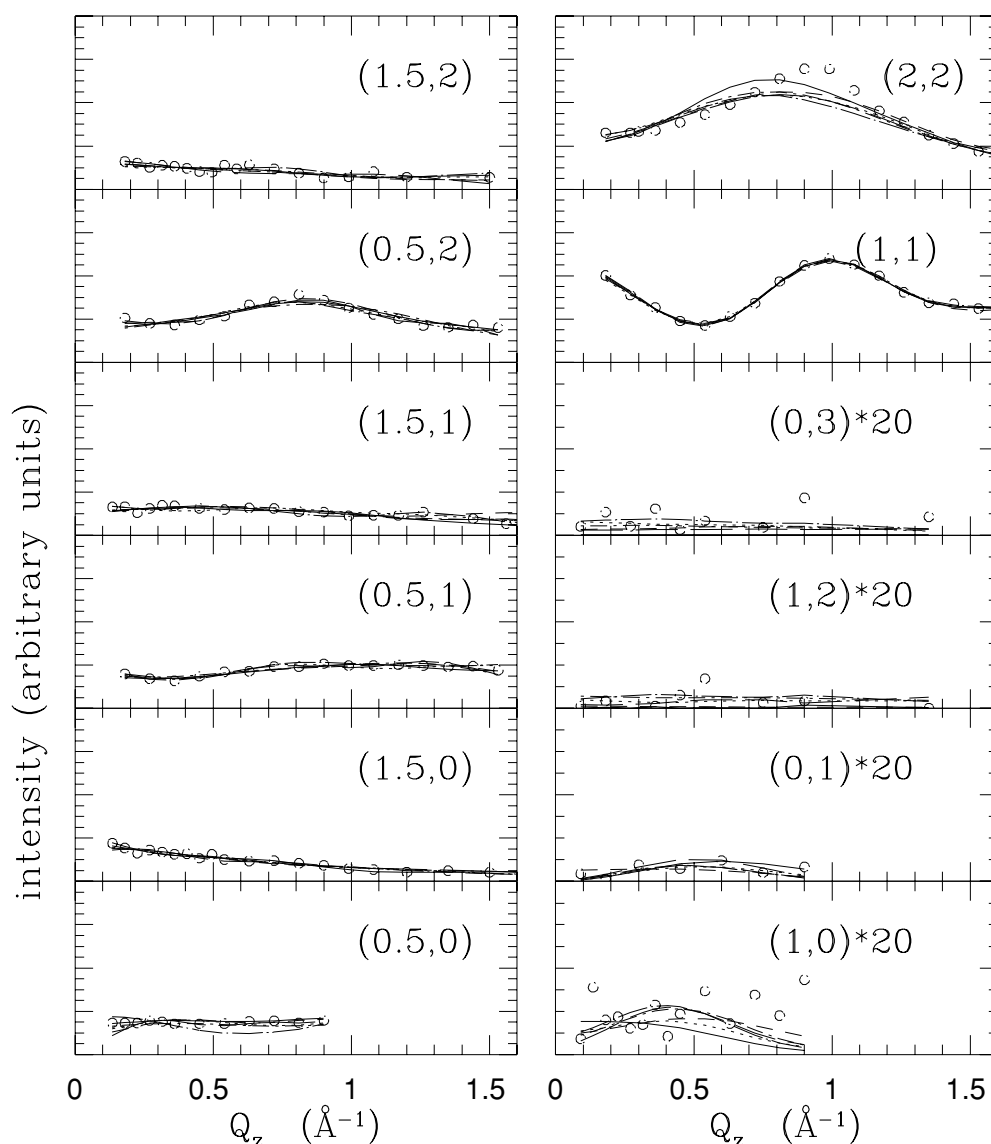 (1.5,2)
(2,2)
(0.5,2)
(1,1)
(1.5,1)
(0,3)*20
(0.5,1)
(1,2)*20
(1.5,0)
(0,1)*20
(0.5,0)
(1,0)*20
intensity (arbitrary units)
0 0.5 1 1.5
0 0.5 1 1.5
Q_z (Å⁻¹)
Q_z (Å⁻¹)